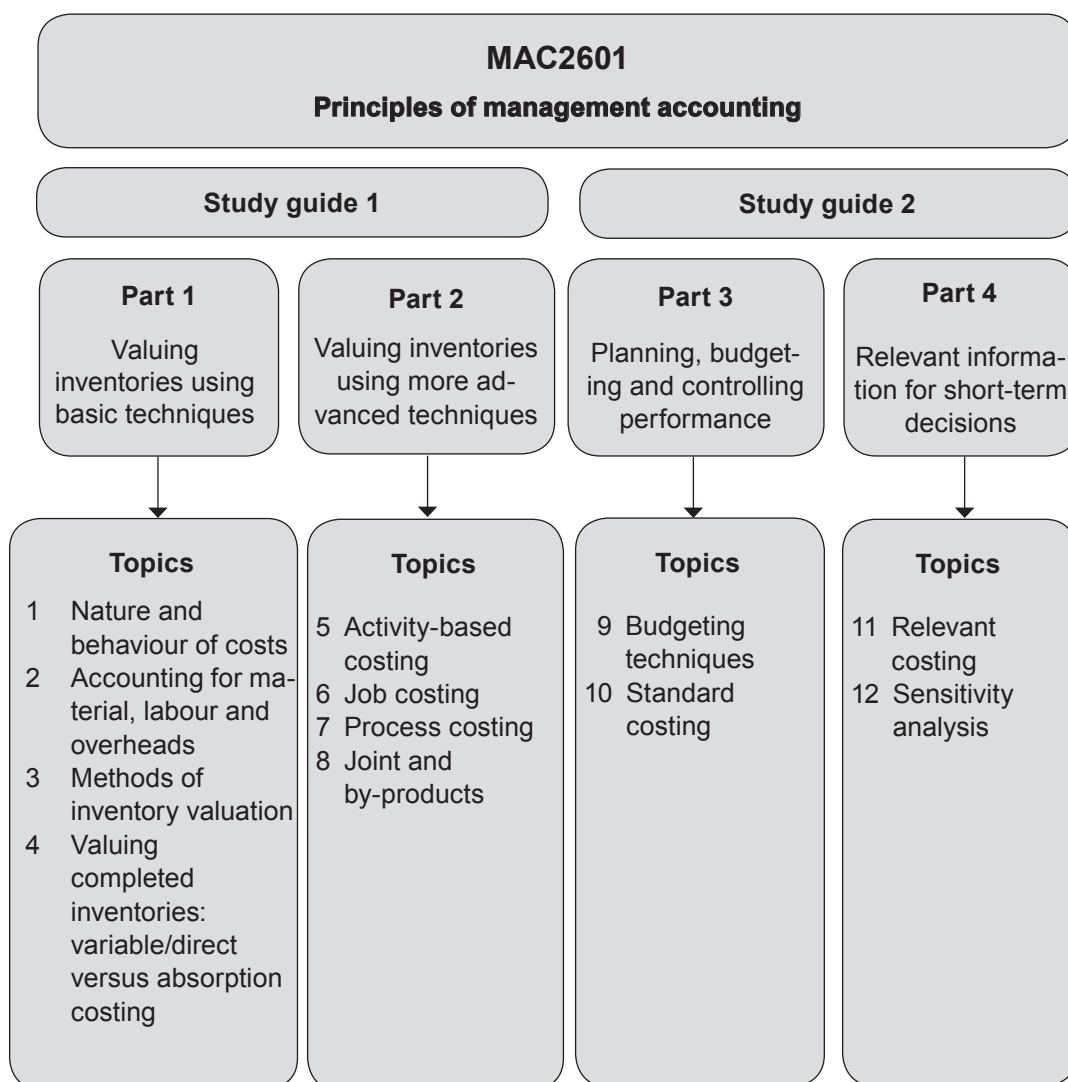 MAC2601
Principles of management accounting
Study guide 1
Study guide 2
Part 1
Valuing
inventories using
basic techniques
Part 2
Valuing inventories
using more ad-
vanced techniques
Part 3
Planning, budget-
ing and controlling
performance
Part 4
Relevant informa-
tion for short-term
decisions
Topics
1 Nature and
behaviour of costs
2 Accounting for ma-
terial, labour and
overheads
3 Methods of
inventory valuation
4 Valuing
completed
inventories:
variable/direct
versus absorption
costing
Topics
5 Activity-based
costing
6 Job costing
7 Process costing
8 Joint and
by-products
Topics
9 Budgeting
techniques
10 Standard
costing
Topics
11 Relevant
costing
12 Sensitivity
analysis